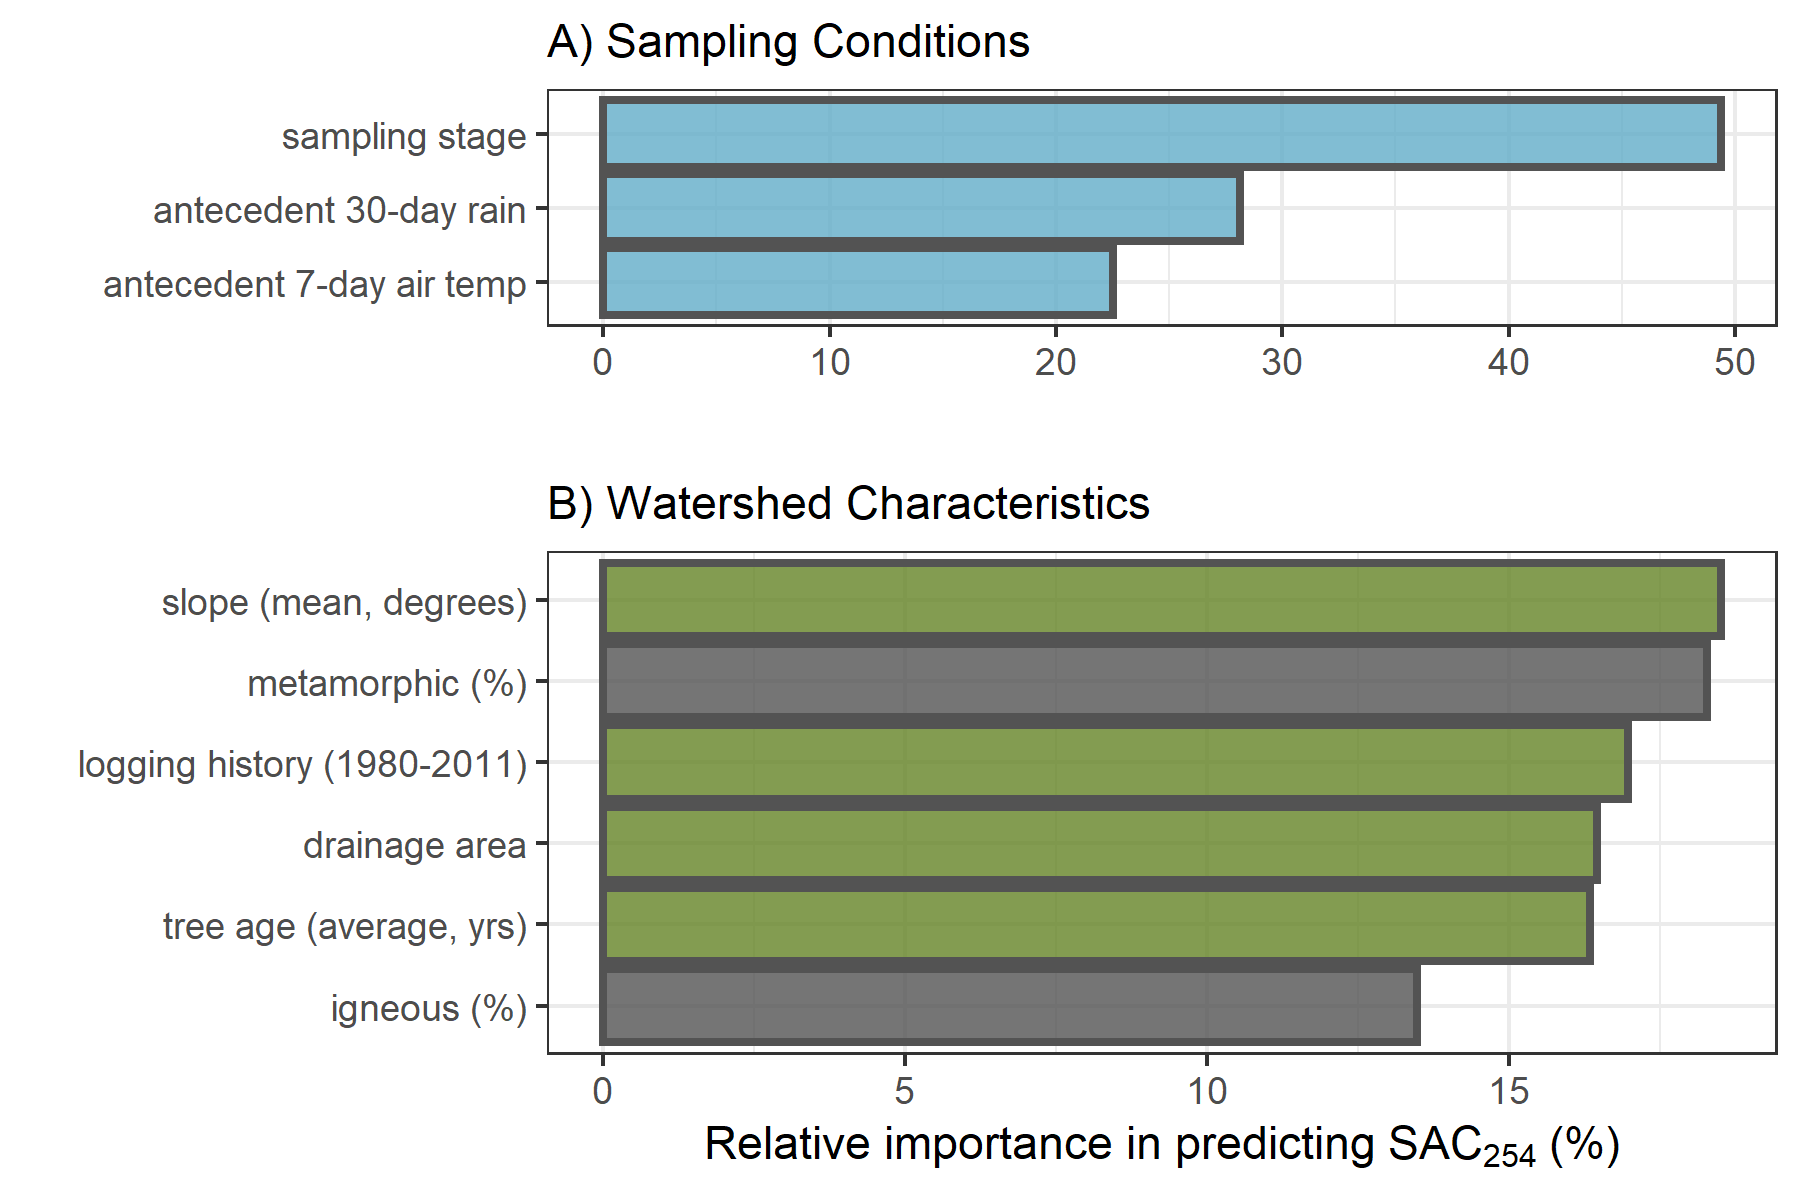 A) Sampling Conditions
sampling stage
antecedent 30-day rain
antecedent 7-day air temp
0 10 20 30 40 50
B) Watershed Characteristics
slope (mean, degrees)
metamorphic (%)
logging history (1980-2011)
drainage area
tree age (average, yrs)
igneous (%)
0 5 10 15
Relative importance in predicting SAC₂₅₄ (%)